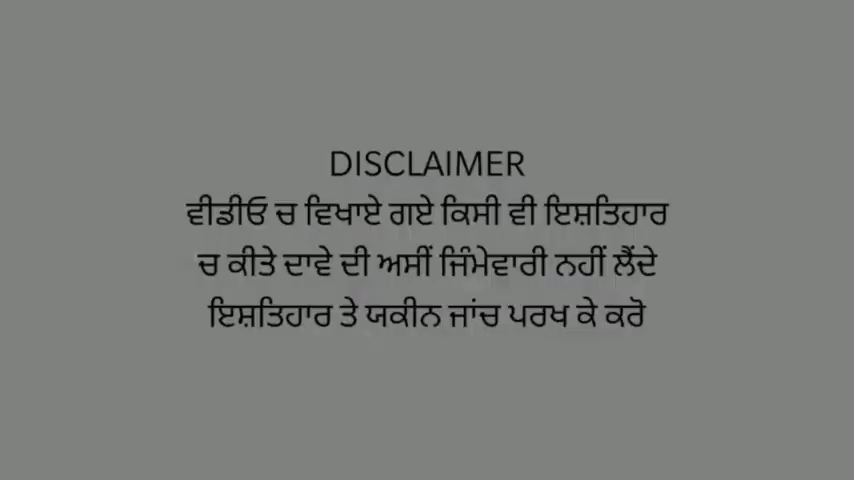 DISCLAIMER
ਵੀਡੀਓ ਚ ਵਿਖਾਏ ਗਏ ਕਿਸੀ ਵੀ ਇਸ਼ਤਿਹਾਰ
ਚ ਕੀਤੇ ਦਾਵੇ ਦੀ ਅਸੀਂ ਜਿੰਮੇਵਾਰੀ ਨਹੀਂ ਲੈਂਦੇ
ਇਸ਼ਤਿਹਾਰ ਤੇ ਯਕੀਨ ਜਾਂਚ ਪਰਖ ਕੇ ਕਰੋ